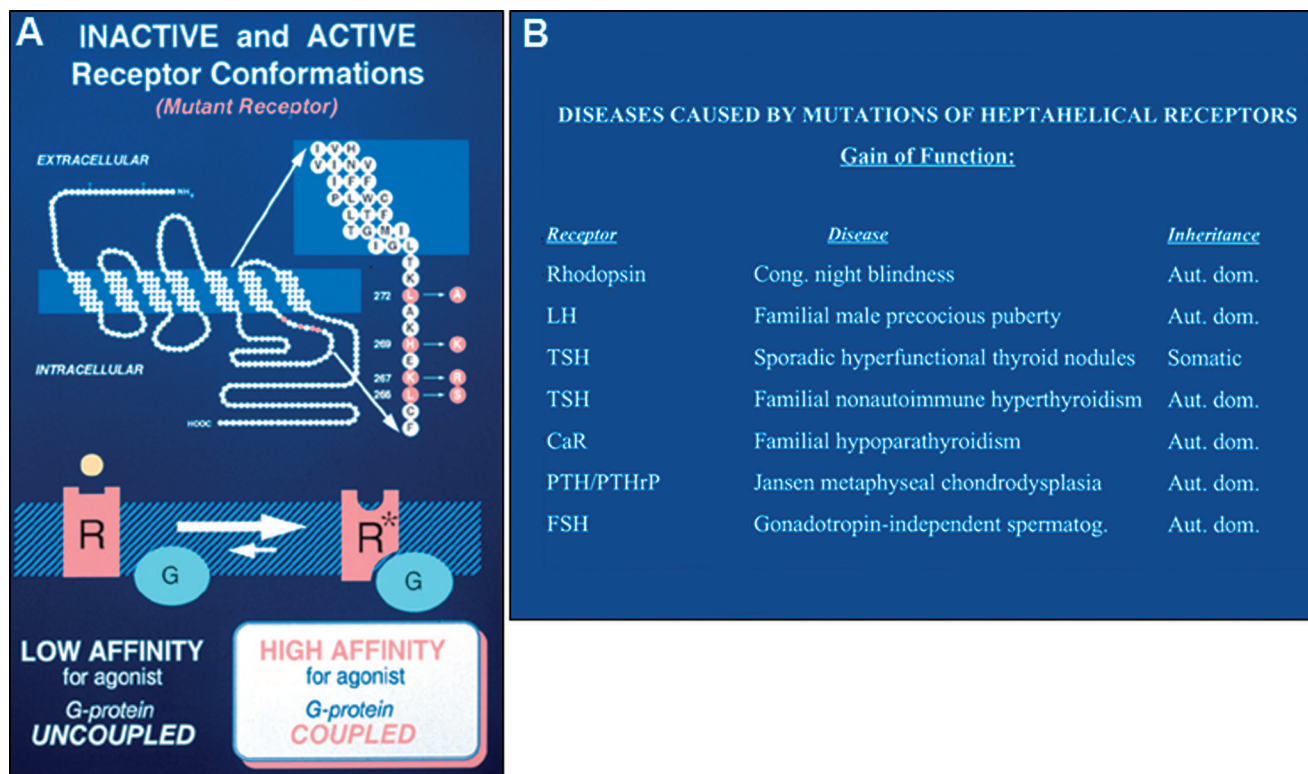 A
INACTIVE and ACTIVE
Receptor Conformations
(Mutant Receptor)
EXTRACELLULAR
NH₂
I V H
V I N V
I F F
P L W C
L T F
T G M I
I G L
T
K
272 L → A
A
K
269 H → K
E
267 K → R
266 L → S
C
F
INTRACELLULAR
HOOC
R
G
R*
G
LOW AFFINITY
for agonist
G-protein
UNCOUPLED
HIGH AFFINITY
for agonist
G-protein
COUPLED
B
DISEASES CAUSED BY MUTATIONS OF HEPTAHELICAL RECEPTORS
Gain of Function:
Receptor Disease Inheritance
Rhodopsin Cong. night blindness Aut. dom.
LH Familial male precocious puberty Aut. dom.
TSH Sporadic hyperfunctional thyroid nodules Somatic
TSH Familial nonautoimmune hyperthyroidism Aut. dom.
CaR Familial hypoparathyroidism Aut. dom.
PTH/PTHrP Jansen metaphyseal chondrodysplasia Aut. dom.
FSH Gonadotropin-independent spermatog. Aut. dom.